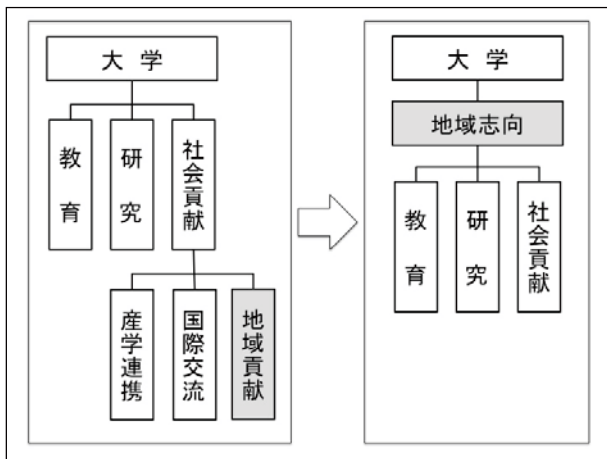 大学
教育
研究
社会貢献
産学連携
国際交流
地域貢献
大学
地域志向
教育
研究
社会貢献